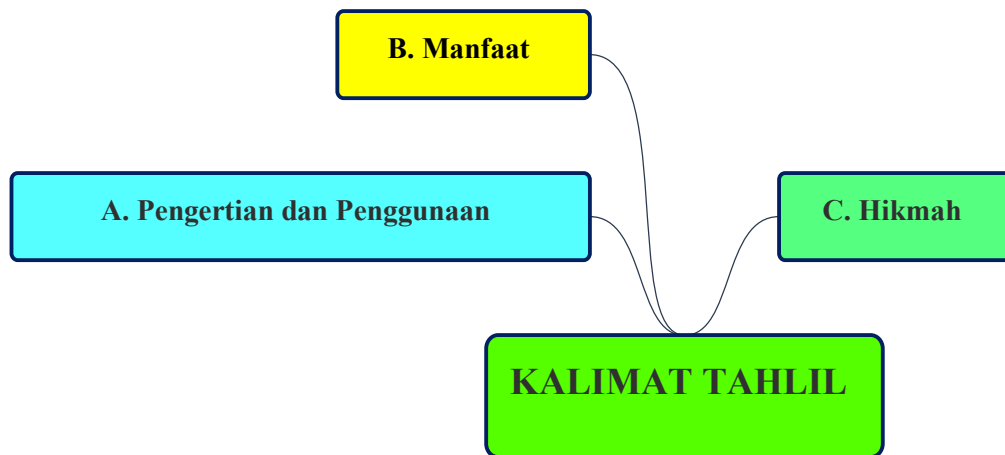 B. Manfaat
A. Pengertian dan Penggunaan
C. Hikmah
KALIMAT TAHLIL